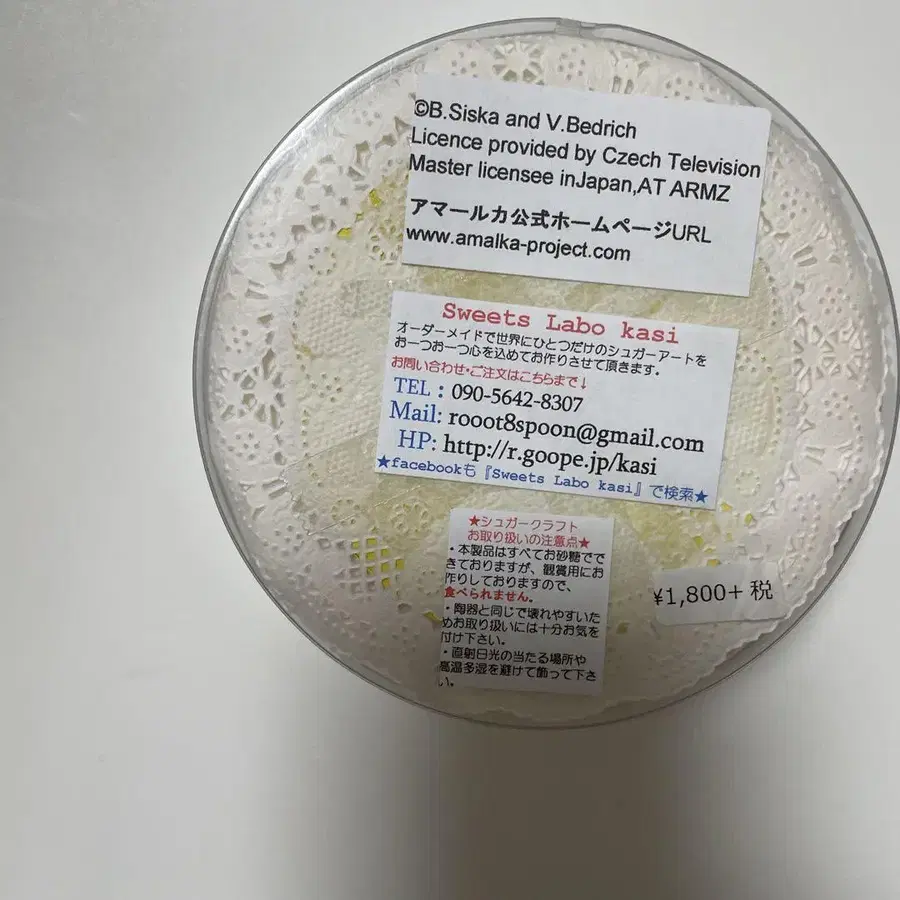 ©B.Siska and V.Bedrich
Licence provided by Czech Television
Master licensee inJapan,AT ARMZ
アマールカ公式ホームページURL
www.amalka-project.com
Sweets Labo kasi
オーダーメイドで世界にひとつだけのシュガーアートを
お一つお一つ心を込めてお作りさせて頂きます。
お問い合わせ・ご注文はこちらまで↓
TEL：090-5642-8307
Mail: rooot8spoon@gmail.com
HP: http://r.goope.jp/kasi
★facebookも『Sweets Labo kasi』で検索★
★シュガークラフト
お取り扱いの注意点★
・本製品はすべてお砂糖でで
きておりますが、観賞用にお
作りしておりますので、
食べられません。
・陶器と同じで壊れやすいた
めお取り扱いには十分お気を
付け下さい。
・直射日光の当たる場所や
高温多湿を避けて飾って下さ
い。
¥1,800+税